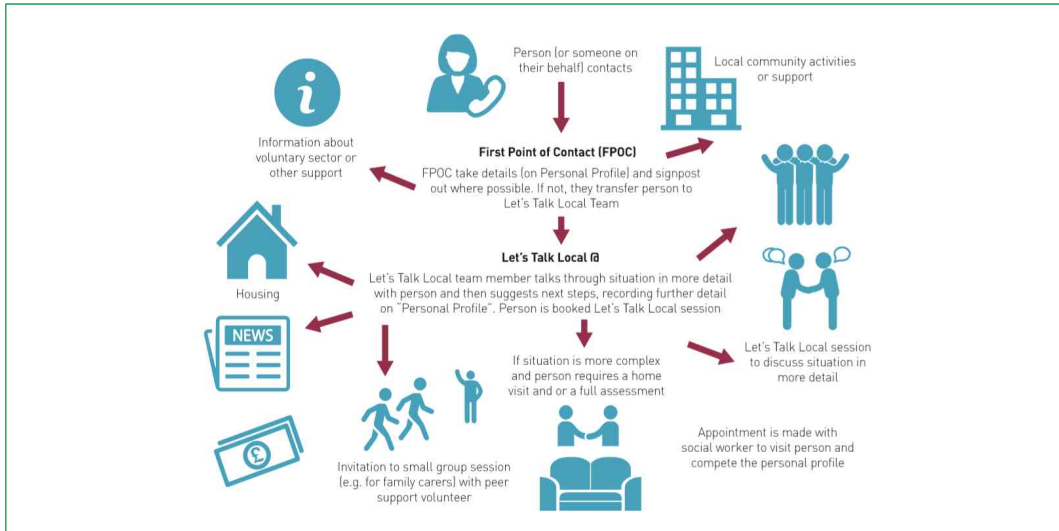 Person (or someone on
their behalf) contacts
Local community activities
or support
i
Information about
voluntary sector or
other support
First Point of Contact (FPOC)
FPOC take details (on Personal Profile) and signpost
out where possible. If not, they transfer person to
Let's Talk Local Team
Let's Talk Local @
Let's Talk Local team member talks through situation in more detail
with person and then suggests next steps, recording further detail
on "Personal Profile". Person is booked Let's Talk Local session
Housing
NEWS
Let's Talk Local session
to discuss situation in
more detail
If situation is more complex
and person requires a home
visit and or a full assessment
£
Invitation to small group session
(e.g. for family carers) with peer
support volunteer
Appointment is made with
social worker to visit person and
compete the personal profile